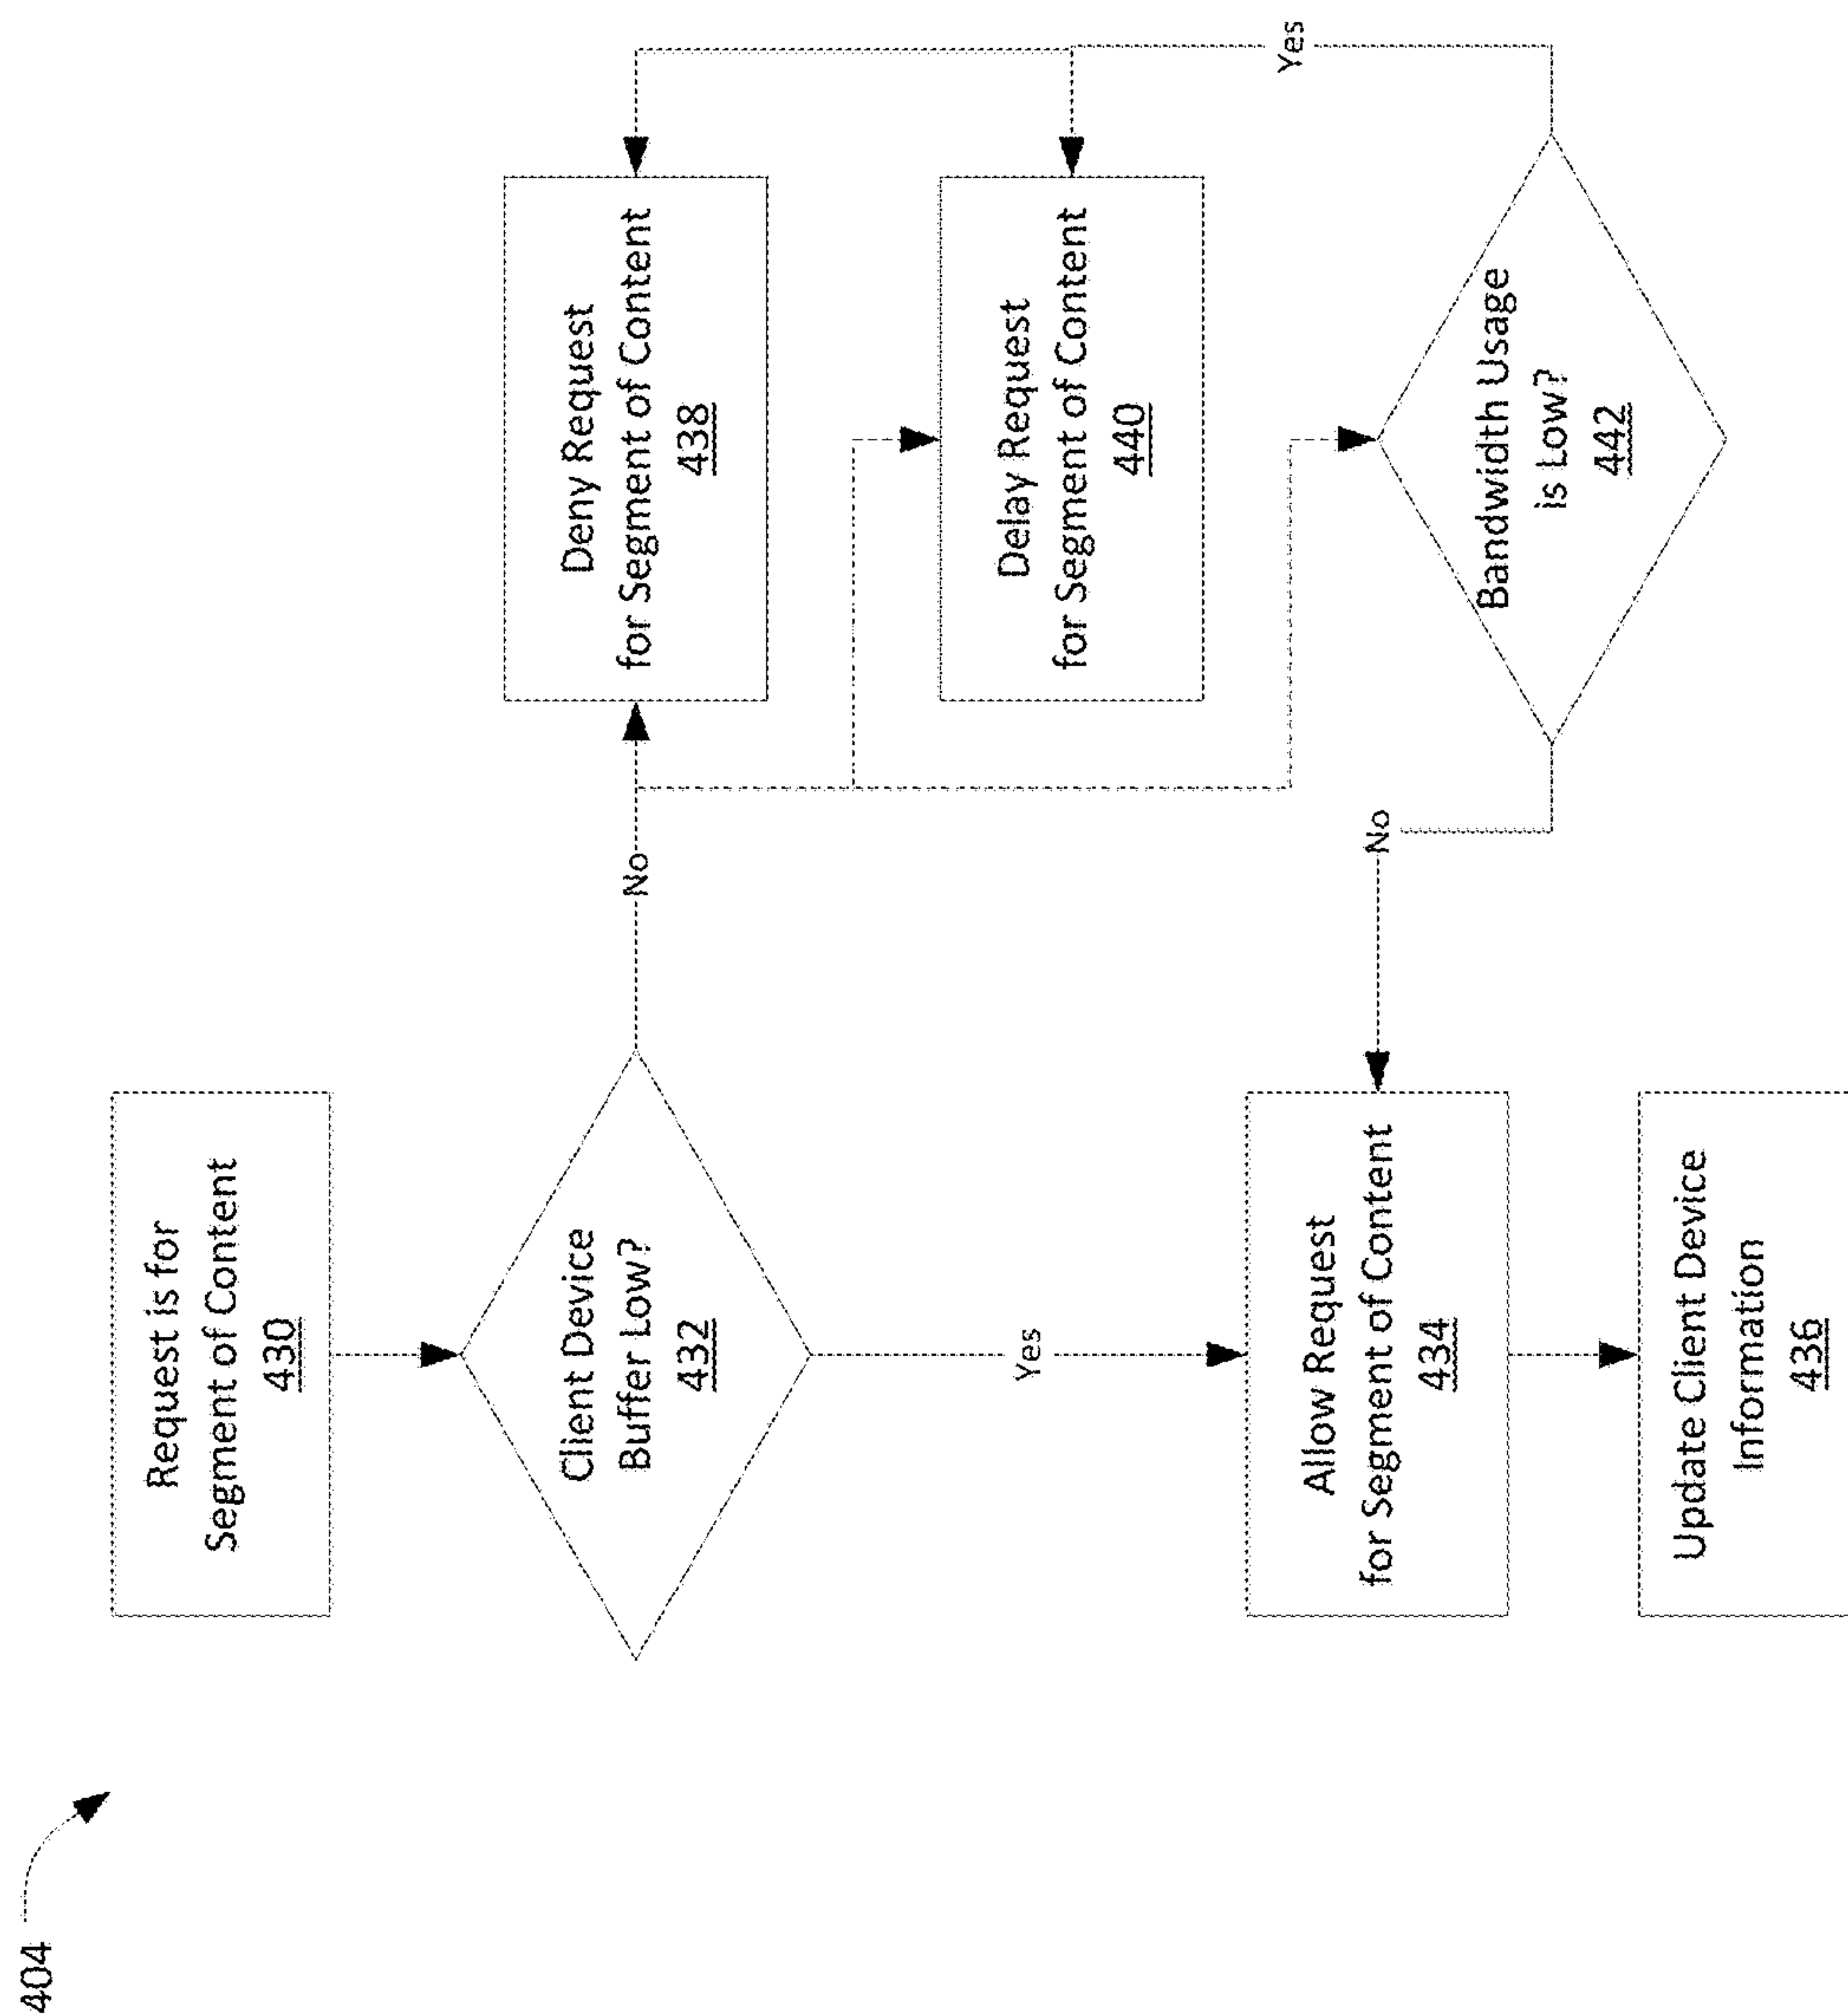 404
Request is for
Segment of Content
430
Client Device
Buffer Low?
432
No
Yes
Deny Request
for Segment of Content
438
Delay Request
for Segment of Content
440
Bandwidth Usage
is Low?
442
Yes
No
Allow Request
for Segment of Content
434
Update Client Device
Information
436